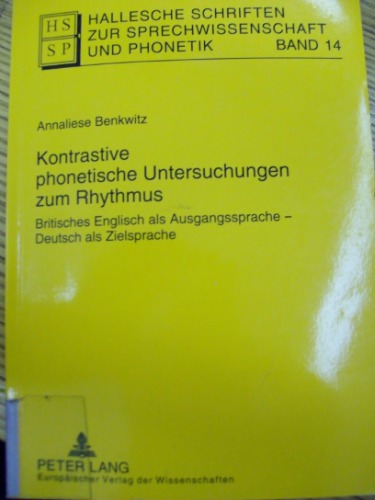 HS
SP
HALLESCHE SCHRIFTEN
ZUR SPRECHWISSENSCHAFT
UND PHONETIK BAND 14
Annaliese Benkwitz
Kontrastive
phonetische Untersuchungen
zum Rhythmus
Britisches Englisch als Ausgangssprache –
Deutsch als Zielsprache
PETER LANG
Europäischer Verlag der Wissenschaften